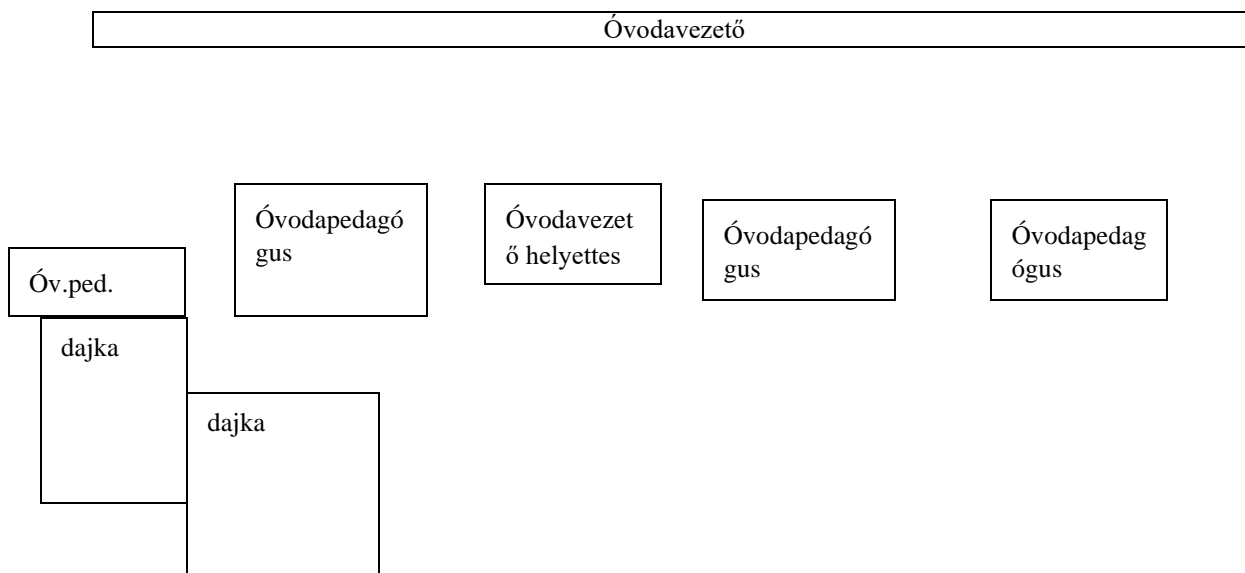 Óvodavezető
Óvodapedagó
gus
Óvodavezet
ő helyettes
Óvodapedagó
gus
Óvodapedag
ógus
Óv.ped.
dajka
dajka